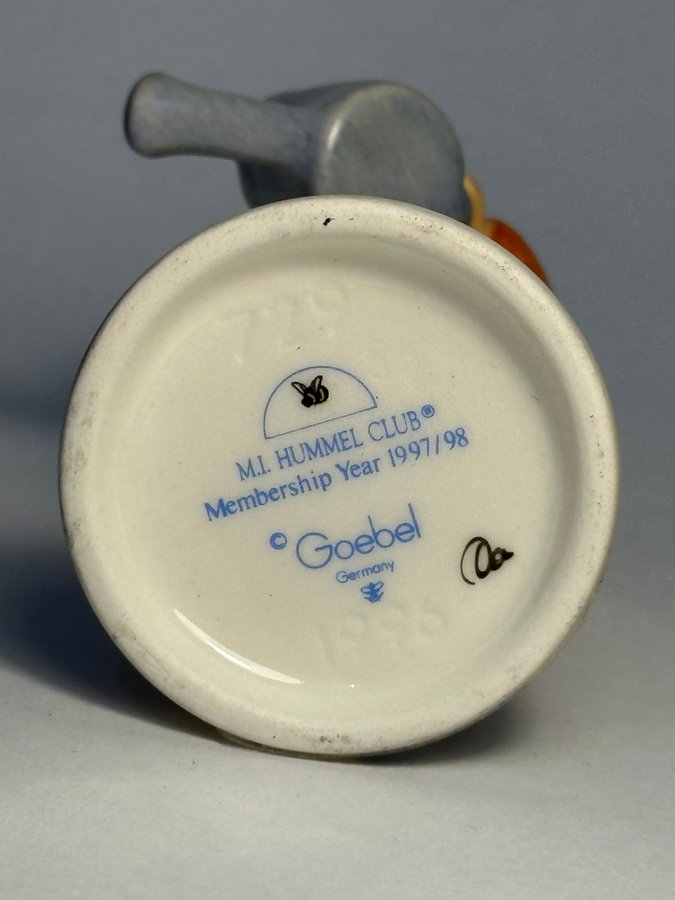 M.I. HUMMEL CLUB®
Membership Year 1997/98
© Goebel
Germany